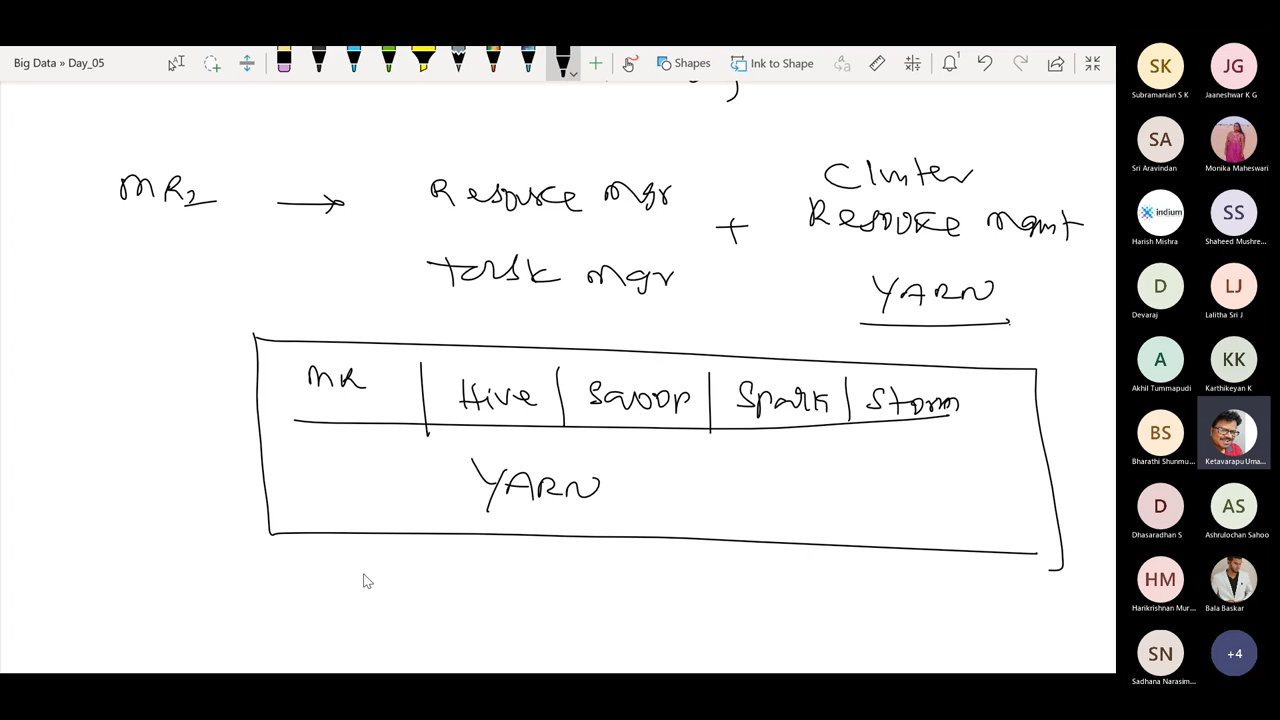 Big Data » Day_05
Shapes
Ink to Shape
MR2 → Resource Mgr + Cluster
Resource Mgmt
Task Mgr
YARN
MR | Hive | Sqoop | Spark | Storm
YARN
SK
Subramanian S K
JG
Jaaneshwar K G
SA
Sri Aravindan
Monika Maheswari
indium
Harish Mishra
SS
Shaheed Mushre...
D
Devaraj
LJ
Lalitha Sri J
A
Akhil Tummapudi
KK
Karthikeyan K
BS
Bharathi Shunmu...
Ketavarapu Uma...
D
Dhasaradhan S
AS
Ashrulochan Sahoo
HM
Harikrishnan Mur...
Bala Baskar
SN
Sadhana Narasim...
+4